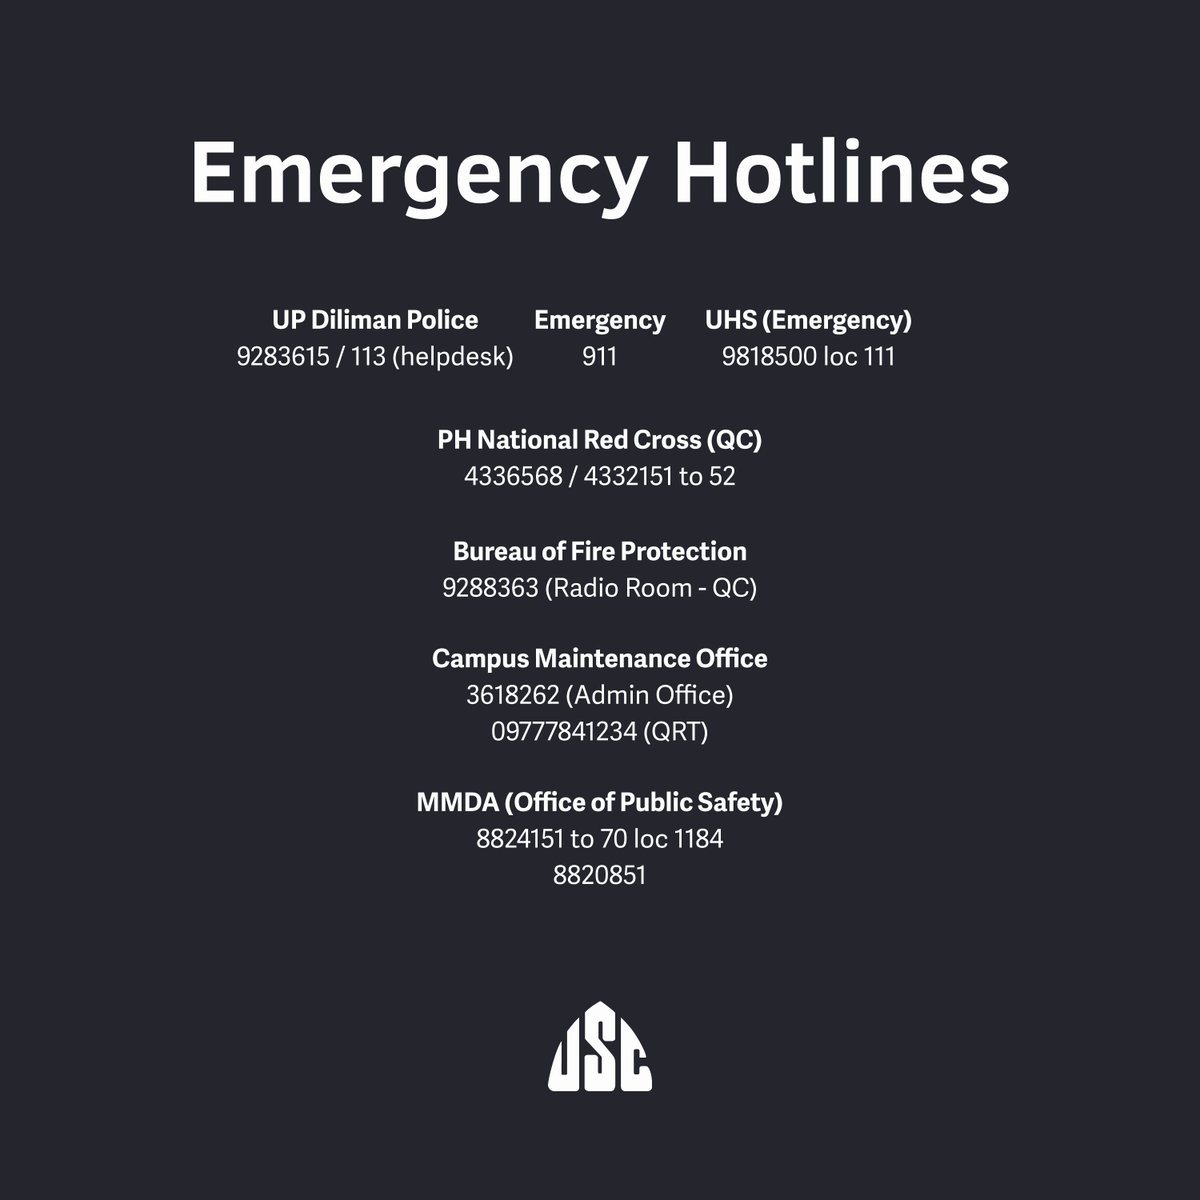 Emergency Hotlines
UP Diliman Police
9283615 / 113 (helpdesk)
Emergency
911
UHS (Emergency)
9818500 loc 111
PH National Red Cross (QC)
4336568 / 4332151 to 52
Bureau of Fire Protection
9288363 (Radio Room - QC)
Campus Maintenance Office
3618262 (Admin Office)
09777841234 (QRT)
MMDA (Office of Public Safety)
8824151 to 70 loc 1184
8820851
USC